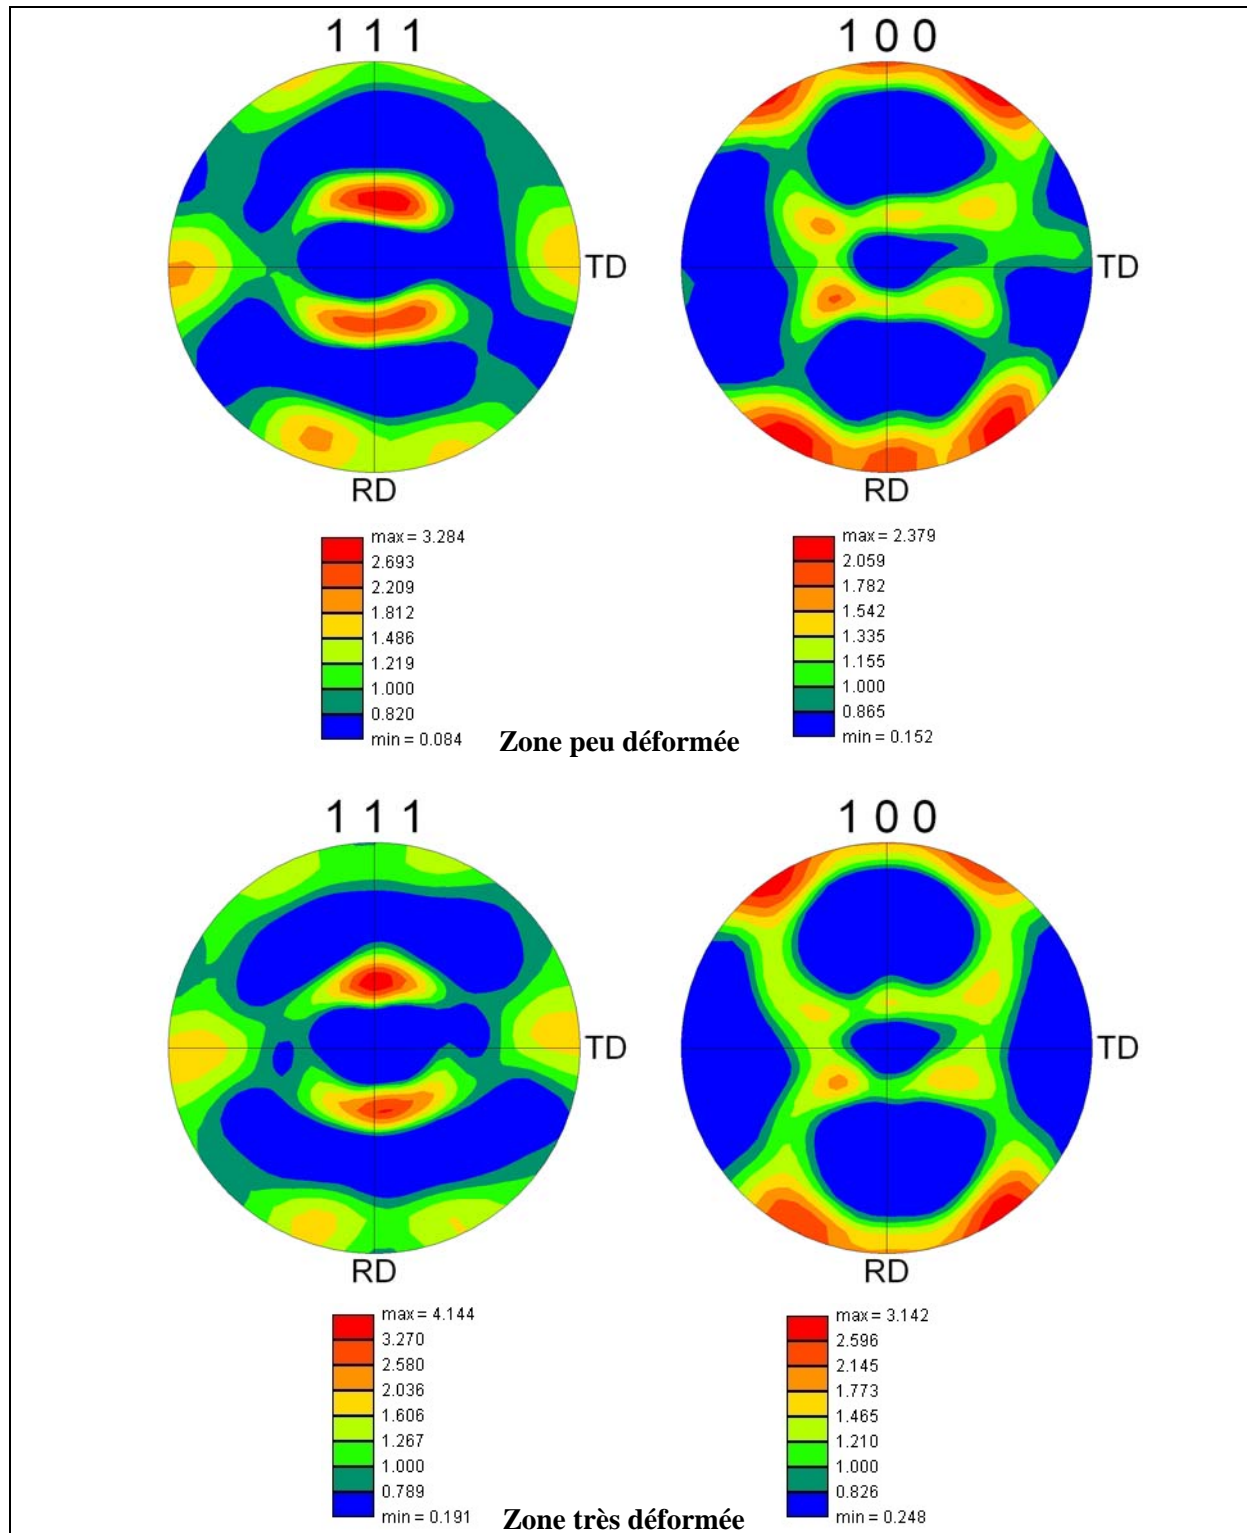 1 1 1
1 0 0
TD
TD
RD
RD
max = 3.284
2.693
2.209
1.812
1.486
1.219
1.000
0.820
min = 0.084
max = 2.379
2.059
1.782
1.542
1.335
1.155
1.000
0.865
min = 0.152
Zone peu déformée
1 1 1
1 0 0
TD
TD
RD
RD
max = 4.144
3.270
2.580
2.036
1.606
1.267
1.000
0.789
min = 0.191
max = 3.142
2.596
2.145
1.773
1.465
1.210
1.000
0.826
min = 0.248
Zone très déformée